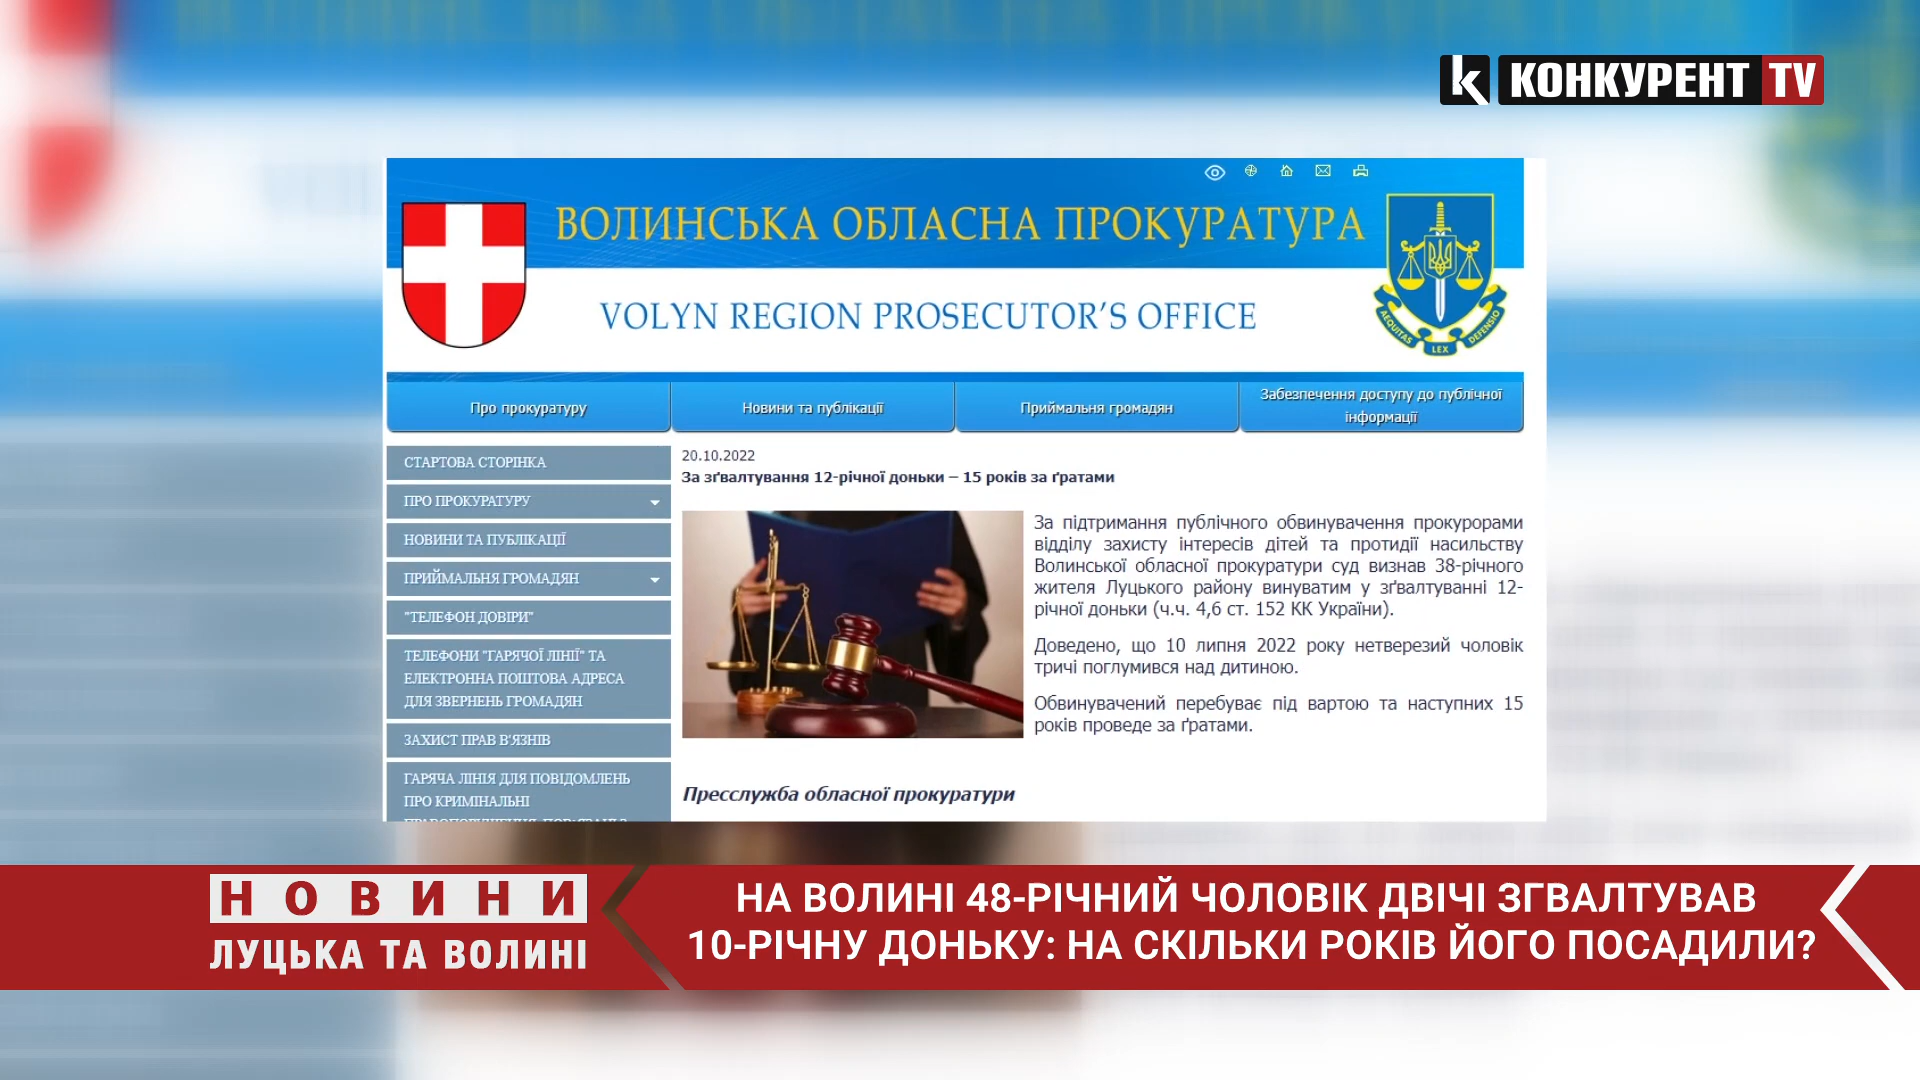 k КОНКУРЕНТ TV
ВОЛИНСЬКА ОБЛАСНА ПРОКУРАТУРА
VOLYN REGION PROSECUTOR'S OFFICE
AEQUITAS LEX DEFENSIO
Про прокуратуру
Новини та публікації
Приймальня громадян
Забезпечення доступу до публічної
інформації
СТАРТОВА СТОРІНКА
ПРО ПРОКУРАТУРУ
НОВИНИ ТА ПУБЛІКАЦІЇ
ПРИЙМАЛЬНЯ ГРОМАДЯН
"ТЕЛЕФОН ДОВІРИ"
ТЕЛЕФОНИ "ГАРЯЧОЇ ЛІНІЇ" ТА
ЕЛЕКТРОННА ПОШТОВА АДРЕСА
ДЛЯ ЗВЕРНЕНЬ ГРОМАДЯН
ЗАХИСТ ПРАВ В'ЯЗНІВ
ГАРЯЧА ЛІНІЯ ДЛЯ ПОВІДОМЛЕНЬ
ПРО КРИМІНАЛЬНІ
20.10.2022
За зґвалтування 12-річної доньки – 15 років за ґратами
За підтримання публічного обвинувачення прокурорами
відділу захисту інтересів дітей та протидії насильству
Волинської обласної прокуратури суд визнав 38-річного
жителя Луцького району винуватим у зґвалтуванні 12-
річної доньки (ч.ч. 4,6 ст. 152 КК України).
Доведено, що 10 липня 2022 року нетверезий чоловік
тричі поглумився над дитиною.
Обвинувачений перебуває під вартою та наступних 15
років проведе за ґратами.
Пресслужба обласної прокуратури
НОВИНИ
ЛУЦЬКА ТА ВОЛИНІ
НА ВОЛИНІ 48-РІЧНИЙ ЧОЛОВІК ДВІЧІ ЗГВАЛТУВАВ
10-РІЧНУ ДОНЬКУ: НА СКІЛЬКИ РОКІВ ЙОГО ПОСАДИЛИ?